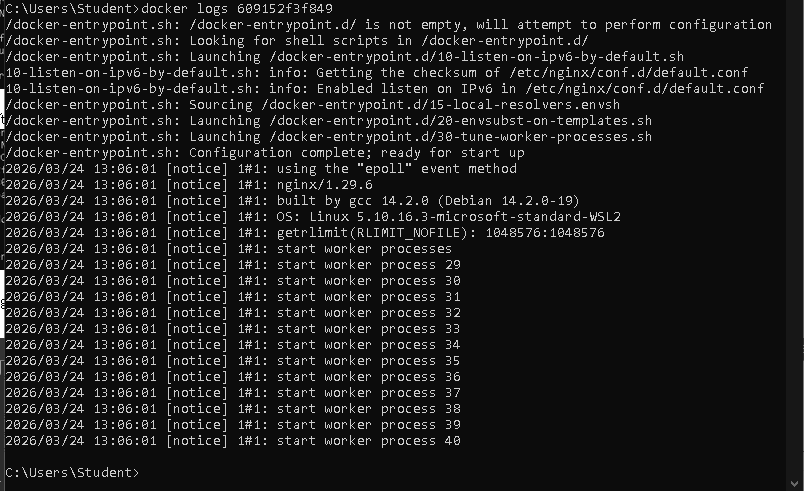 C:\Users\Student>docker logs 609152f3f849
/docker-entrypoint.sh: /docker-entrypoint.d/ is not empty, will attempt to perform configuration
/docker-entrypoint.sh: Looking for shell scripts in /docker-entrypoint.d/
/docker-entrypoint.sh: Launching /docker-entrypoint.d/10-listen-on-ipv6-by-default.sh
10-listen-on-ipv6-by-default.sh: info: Getting the checksum of /etc/nginx/conf.d/default.conf
10-listen-on-ipv6-by-default.sh: info: Enabled listen on IPv6 in /etc/nginx/conf.d/default.conf
/docker-entrypoint.sh: Sourcing /docker-entrypoint.d/15-local-resolvers.envsh
/docker-entrypoint.sh: Launching /docker-entrypoint.d/20-envsubst-on-templates.sh
/docker-entrypoint.sh: Launching /docker-entrypoint.d/30-tune-worker-processes.sh
/docker-entrypoint.sh: Configuration complete; ready for start up
2026/03/24 13:06:01 [notice] 1#1: using the "epoll" event method
2026/03/24 13:06:01 [notice] 1#1: nginx/1.29.6
2026/03/24 13:06:01 [notice] 1#1: built by gcc 14.2.0 (Debian 14.2.0-19)
2026/03/24 13:06:01 [notice] 1#1: OS: Linux 5.10.16.3-microsoft-standard-WSL2
2026/03/24 13:06:01 [notice] 1#1: getrlimit(RLIMIT_NOFILE): 1048576:1048576
2026/03/24 13:06:01 [notice] 1#1: start worker processes
2026/03/24 13:06:01 [notice] 1#1: start worker process 29
2026/03/24 13:06:01 [notice] 1#1: start worker process 30
2026/03/24 13:06:01 [notice] 1#1: start worker process 31
2026/03/24 13:06:01 [notice] 1#1: start worker process 32
2026/03/24 13:06:01 [notice] 1#1: start worker process 33
2026/03/24 13:06:01 [notice] 1#1: start worker process 34
2026/03/24 13:06:01 [notice] 1#1: start worker process 35
2026/03/24 13:06:01 [notice] 1#1: start worker process 36
2026/03/24 13:06:01 [notice] 1#1: start worker process 37
2026/03/24 13:06:01 [notice] 1#1: start worker process 38
2026/03/24 13:06:01 [notice] 1#1: start worker process 39
2026/03/24 13:06:01 [notice] 1#1: start worker process 40
C:\Users\Student>